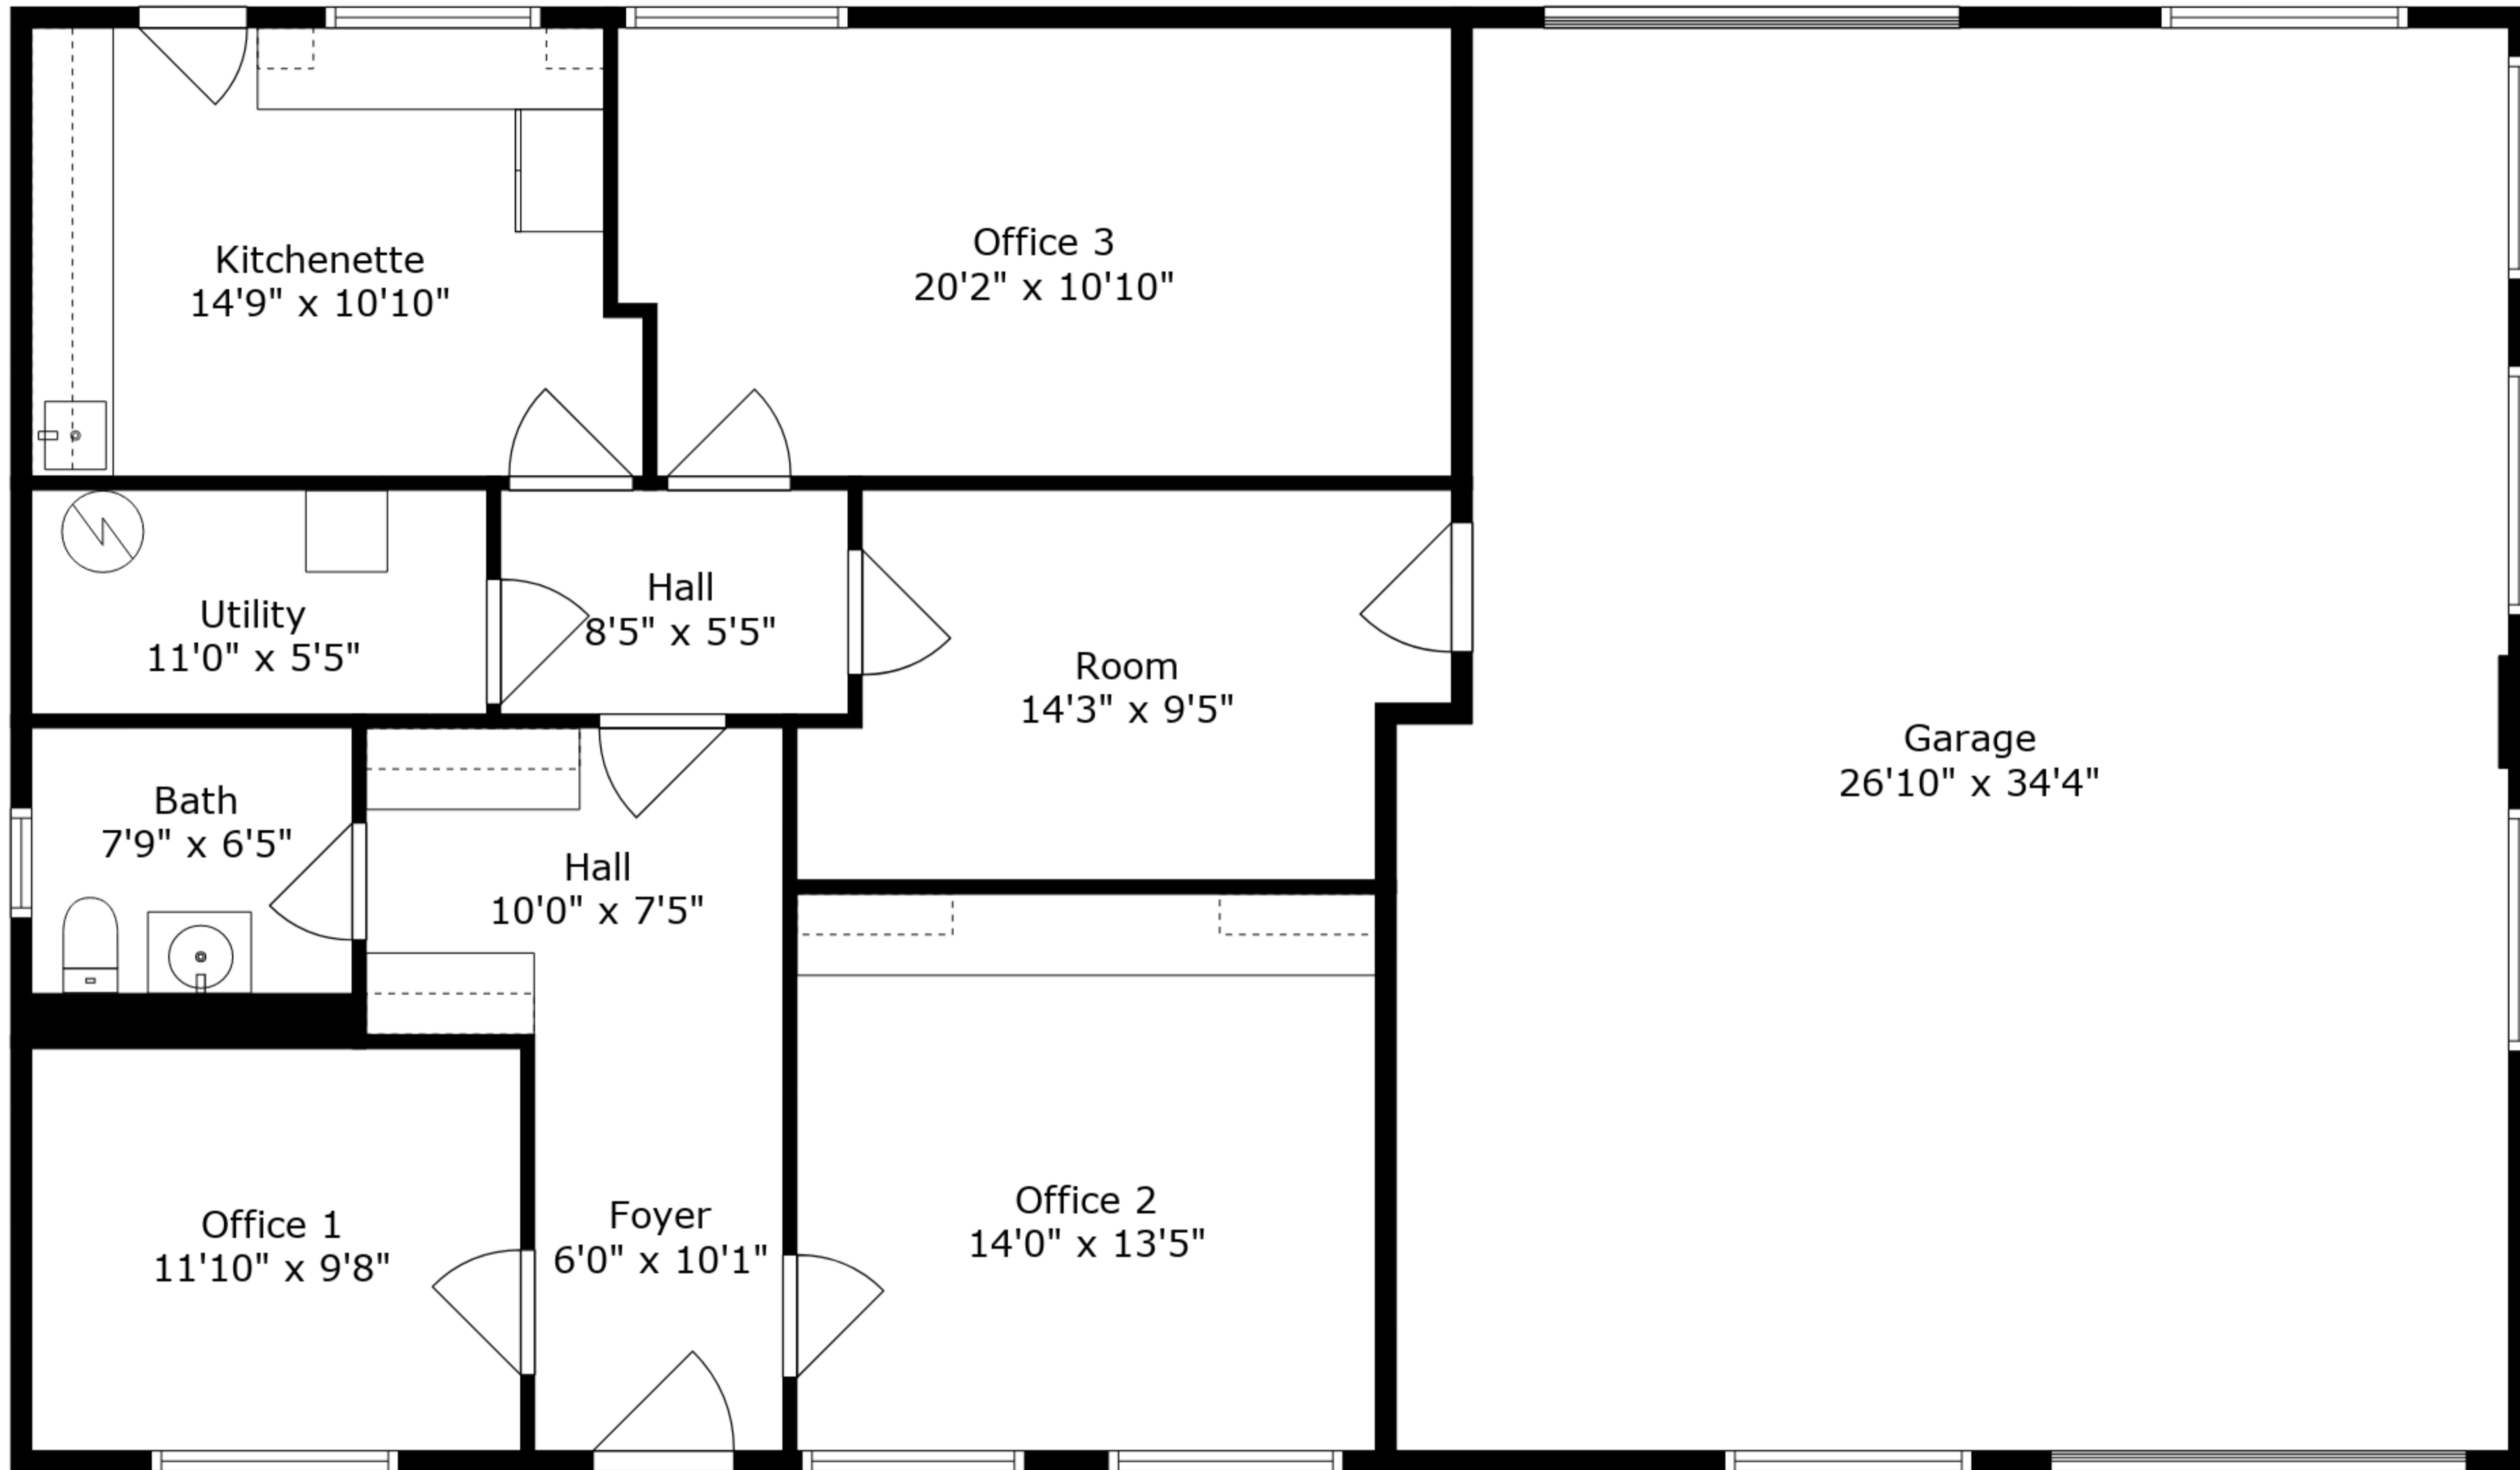 Kitchenette
14'9" x 10'10"
Office 3
20'2" x 10'10"
Utility
11'0" x 5'5"
Hall
8'5" x 5'5"
Room
14'3" x 9'5"
Garage
26'10" x 34'4"
Bath
7'9" x 6'5"
Hall
10'0" x 7'5"
Office 1
11'10" x 9'8"
Foyer
6'0" x 10'1"
Office 2
14'0" x 13'5"